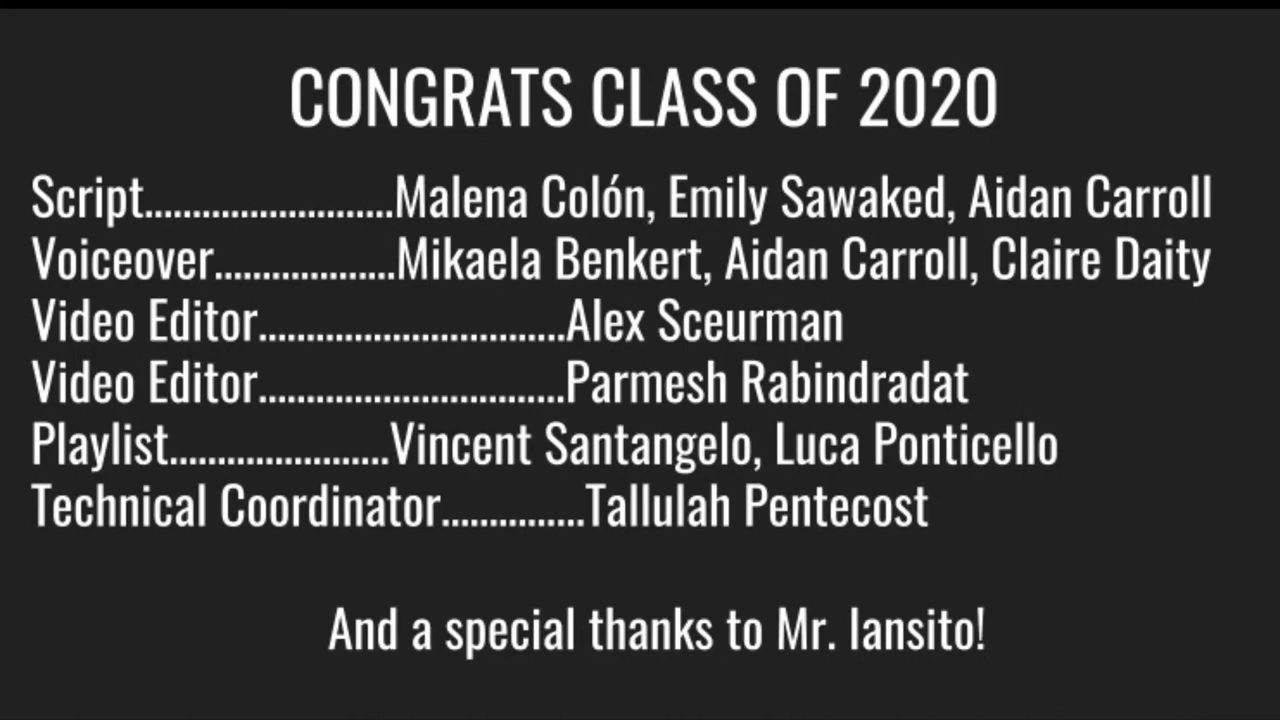 CONGRATS CLASS OF 2020
Script..........................Malena Colón, Emily Sawaked, Aidan Carroll
Voiceover...................Mikaela Benkert, Aidan Carroll, Claire Daity
Video Editor................................Alex Sceurman
Video Editor................................Parmesh Rabindradat
Playlist.......................Vincent Santangelo, Luca Ponticello
Technical Coordinator...............Tallulah Pentecost
And a special thanks to Mr. Iansito!